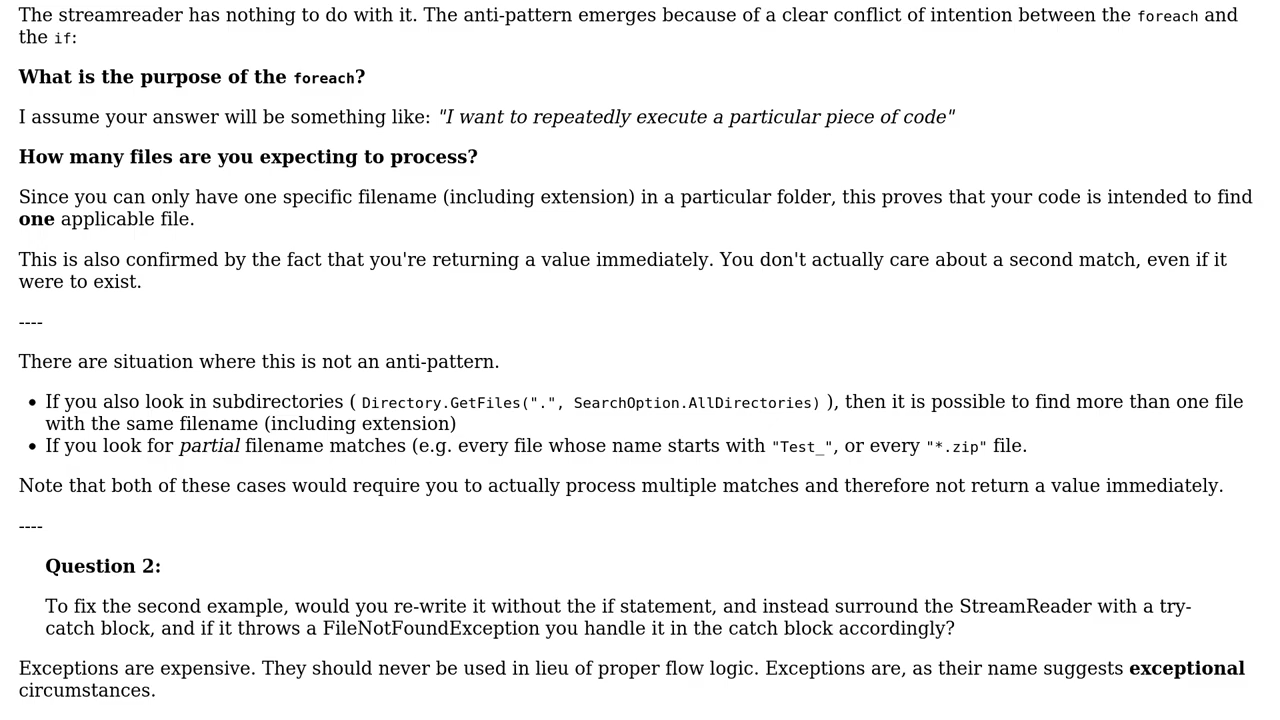 The streamreader has nothing to do with it. The anti-pattern emerges because of a clear conflict of intention between the foreach and
the if:
What is the purpose of the foreach?
I assume your answer will be something like: "I want to repeatedly execute a particular piece of code"
How many files are you expecting to process?
Since you can only have one specific filename (including extension) in a particular folder, this proves that your code is intended to find
one applicable file.
This is also confirmed by the fact that you're returning a value immediately. You don't actually care about a second match, even if it
were to exist.
----
There are situation where this is not an anti-pattern.
• If you also look in subdirectories ( Directory.GetFiles(".", SearchOption.AllDirectories) ), then it is possible to find more than one file
with the same filename (including extension)
• If you look for partial filename matches (e.g. every file whose name starts with "Test_", or every "*.zip" file.
Note that both of these cases would require you to actually process multiple matches and therefore not return a value immediately.
----
Question 2:
To fix the second example, would you re-write it without the if statement, and instead surround the StreamReader with a try-
catch block, and if it throws a FileNotFoundException you handle it in the catch block accordingly?
Exceptions are expensive. They should never be used in lieu of proper flow logic. Exceptions are, as their name suggests exceptional
circumstances.